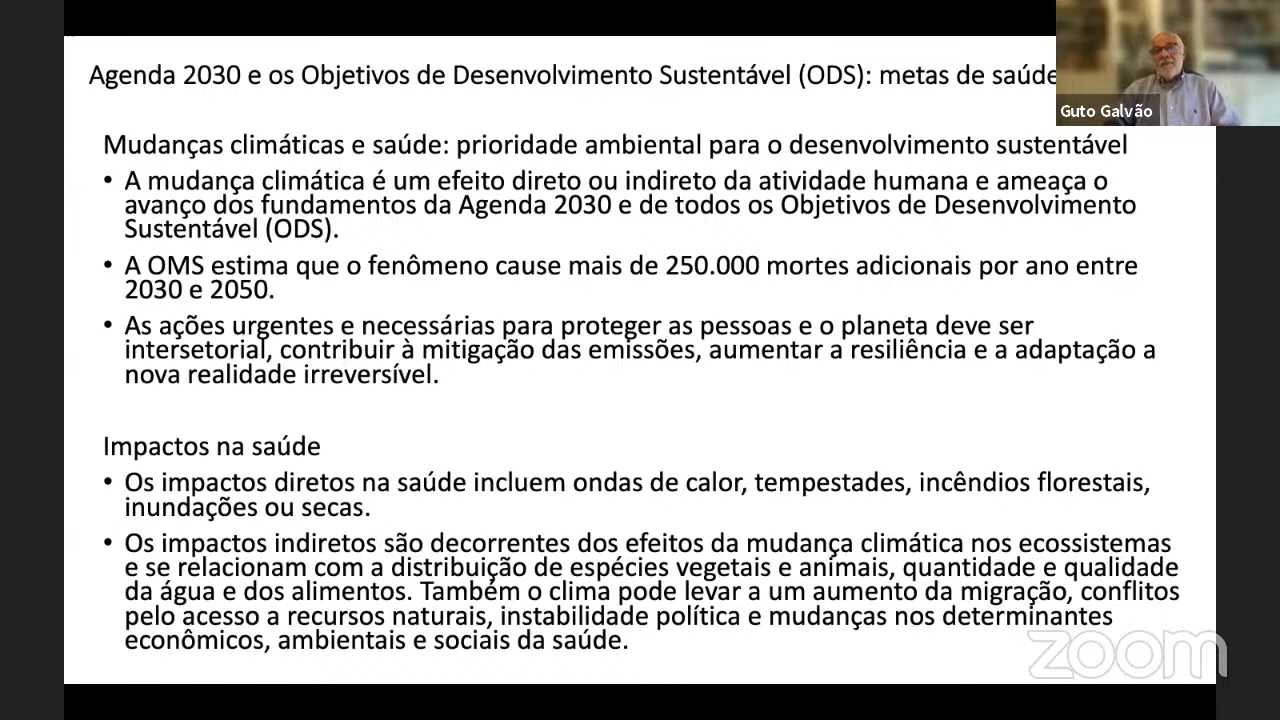 Agenda 2030 e os Objetivos de Desenvolvimento Sustentável (ODS): metas de saúde
Guto Galvão
Mudanças climáticas e saúde: prioridade ambiental para o desenvolvimento sustentável
• A mudança climática é um efeito direto ou indireto da atividade humana e ameaça o
avanço dos fundamentos da Agenda 2030 e de todos os Objetivos de Desenvolvimento
Sustentável (ODS).
• A OMS estima que o fenômeno cause mais de 250.000 mortes adicionais por ano entre
2030 e 2050.
• As ações urgentes e necessárias para proteger as pessoas e o planeta deve ser
intersetorial, contribuir à mitigação das emissões, aumentar a resiliência e a adaptação a
nova realidade irreversível.
Impactos na saúde
• Os impactos diretos na saúde incluem ondas de calor, tempestades, incêndios florestais,
inundações ou secas.
• Os impactos indiretos são decorrentes dos efeitos da mudança climática nos ecossistemas
e se relacionam com a distribuição de espécies vegetais e animais, quantidade e qualidade
da água e dos alimentos. Também o clima pode levar a um aumento da migração, conflitos
pelo acesso a recursos naturais, instabilidade política e mudanças nos determinantes
econômicos, ambientais e sociais da saúde.
zoom